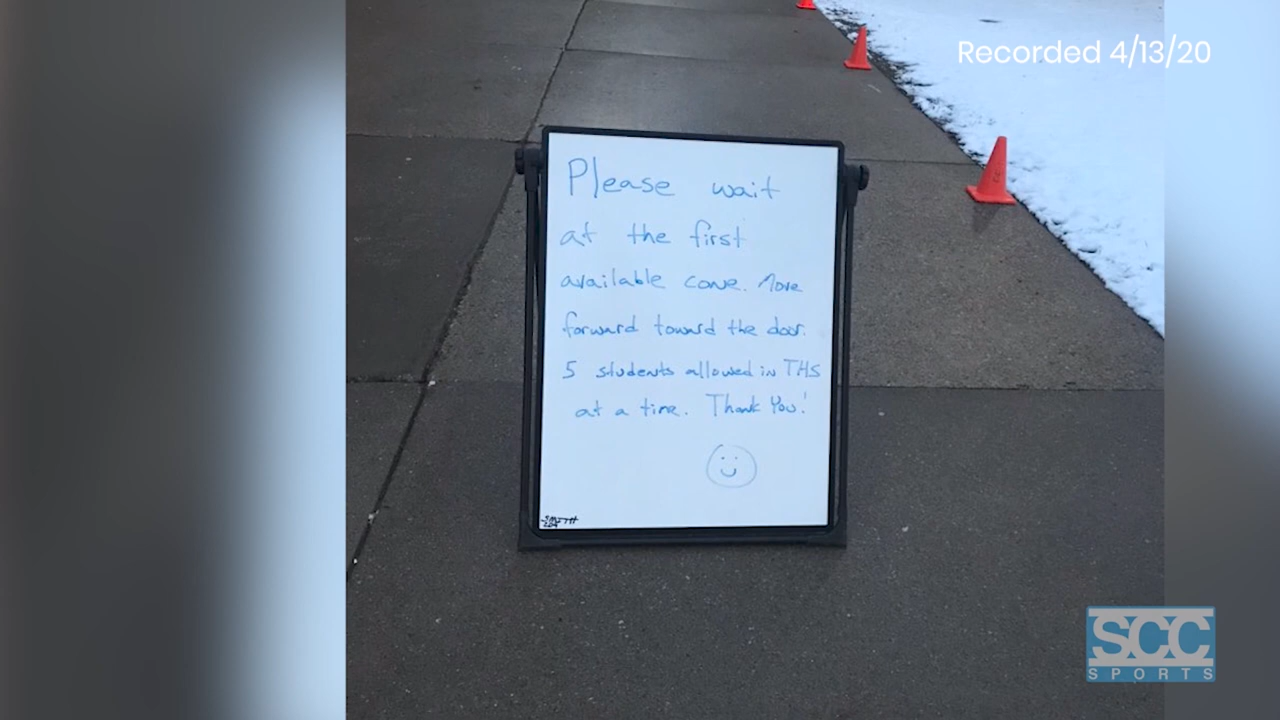 Recorded 4/13/20
Please wait
at the first
available cone. Move
forward toward the door.
5 students allowed in THS
at a time. Thank You!
SCC
SPORTS